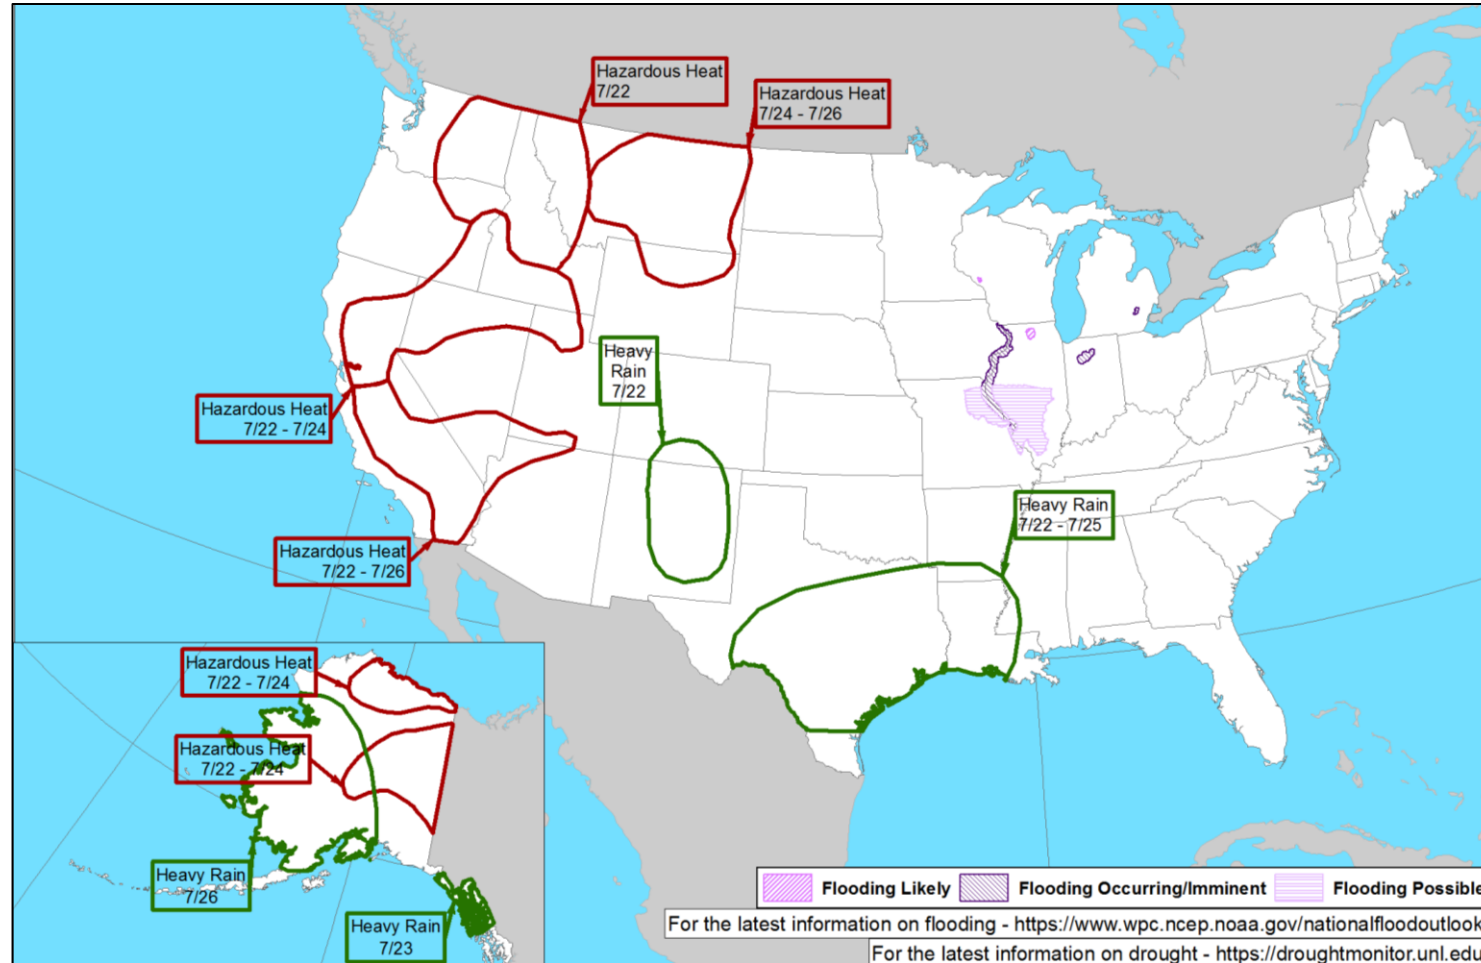 Hazardous Heat
7/22
Hazardous Heat
7/24 - 7/26
Heavy
Rain
7/22
Hazardous Heat
7/22 - 7/24
Heavy Rain
7/22 - 7/25
Hazardous Heat
7/22 - 7/26
Hazardous Heat
7/22 - 7/24
Hazardous Heat
7/22 - 7/24
Heavy Rain
7/26
Heavy Rain
7/23
Flooding Likely Flooding Occurring/Imminent Flooding Possible
For the latest information on flooding - https://www.wpc.ncep.noaa.gov/nationalfloodoutlook
For the latest information on drought - https://droughtmonitor.unl.edu